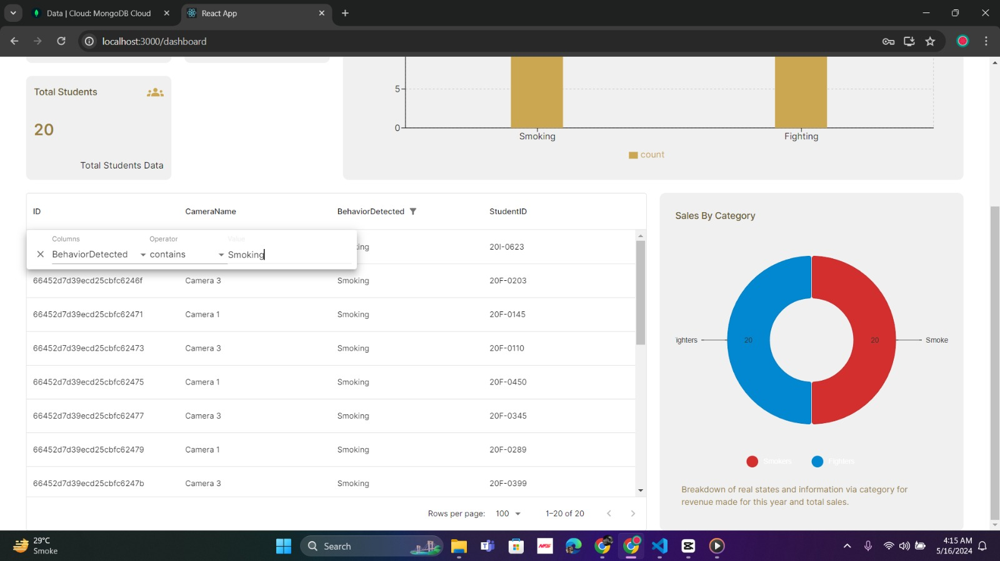 Data | Cloud: MongoDB Cloud
React App
localhost:3000/dashboard
Total Students
20
Total Students Data
5
0
Smoking
Fighting
count
ID CameraName BehaviorDetected StudentID
Columns Operator Value
BehaviorDetected contains Smoking
king 20I-0623
66452d7d39ecd25cbfc6246f Camera 3 Smoking 20F-0203
66452d7d39ecd25cbfc62471 Camera 1 Smoking 20F-0145
66452d7d39ecd25cbfc62473 Camera 3 Smoking 20F-0110
66452d7d39ecd25cbfc62475 Camera 1 Smoking 20F-0450
66452d7d39ecd25cbfc62477 Camera 3 Smoking 20F-0345
66452d7d39ecd25cbfc62479 Camera 1 Smoking 20F-0289
66452d7d39ecd25cbfc6247b Camera 3 Smoking 20F-0399
Rows per page: 100 1–20 of 20
Sales By Category
ighters 20 20 Smoke
Smokers Fighters
Breakdown of real states and information via category for
revenue made for this year and total sales.
29°C
Smoke
Search
NFS
4:15 AM
5/16/2024